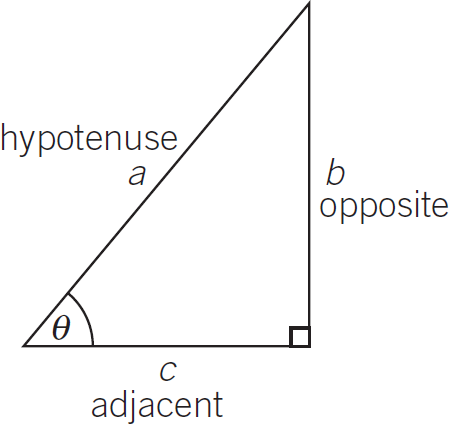 hypotenuse
a
b
opposite
θ
c
adjacent